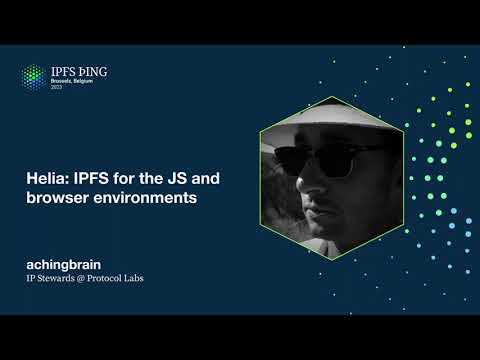 IPFS ÞING
Brussels, Belgium
2023
Helia: IPFS for the JS and
browser environments
achingbrain
IP Stewards @ Protocol Labs